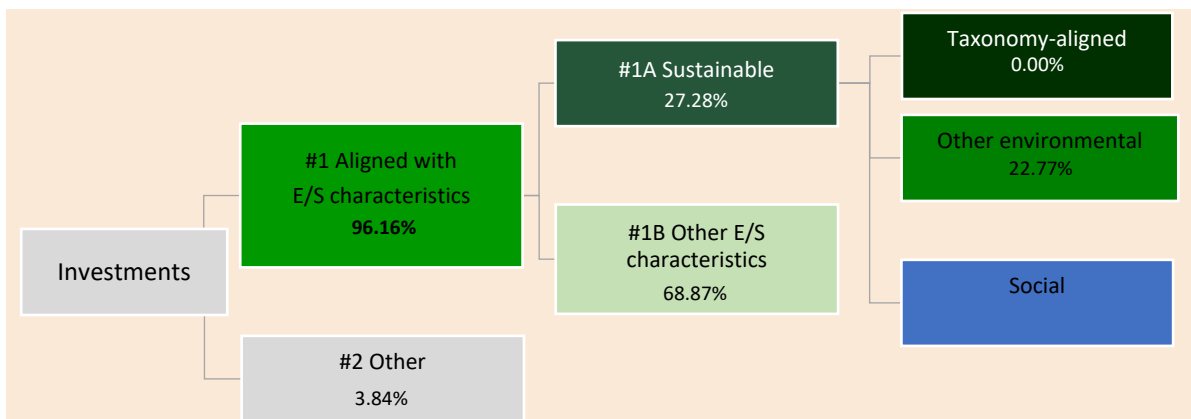 Investments
#1 Aligned with
E/S characteristics
96.16%
#2 Other
3.84%
#1A Sustainable
27.28%
#1B Other E/S
characteristics
68.87%
Taxonomy-aligned
0.00%
Other environmental
22.77%
Social